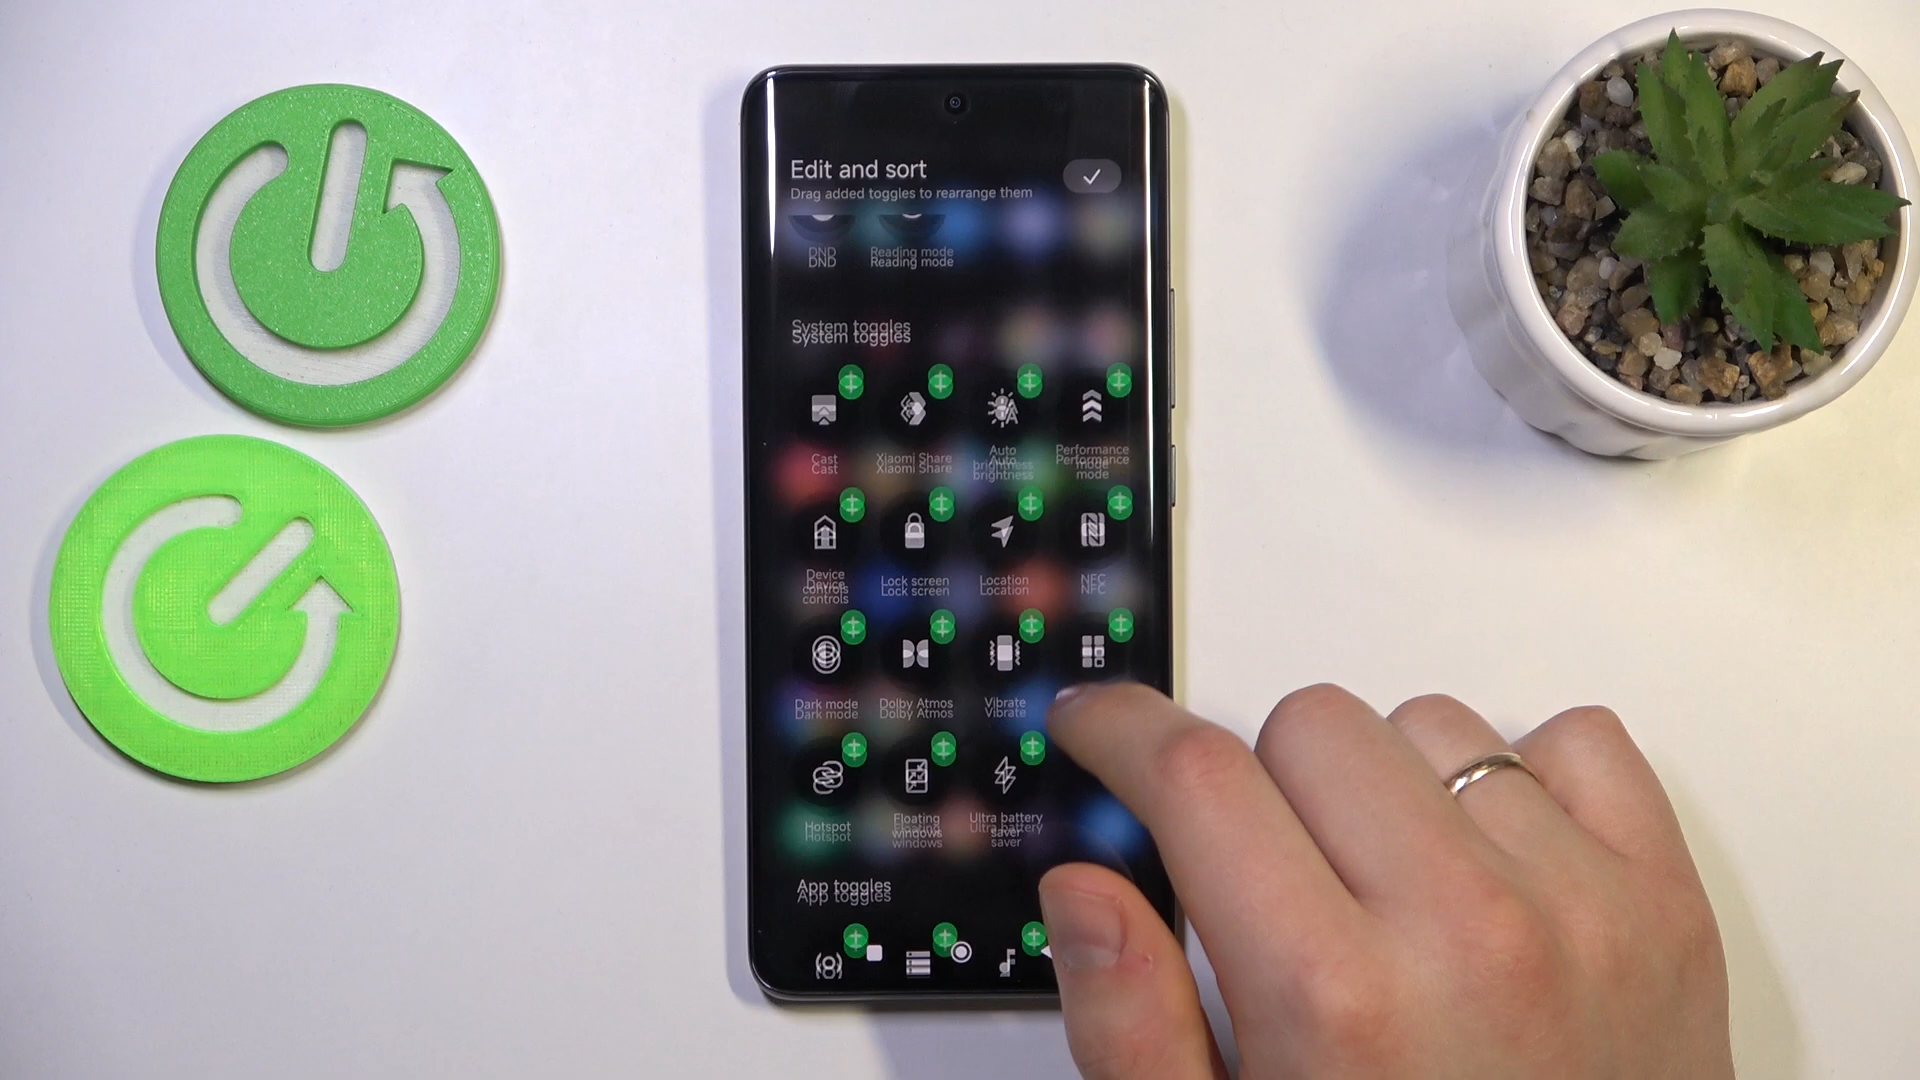 Edit and sort
Drag added toggles to rearrange them
DND Reading mode
System toggles
Cast Xiaomi Share Auto brightness Performance mode
Device controls Lock screen Location NFC
Dark mode Dolby Atmos Vibrate
Hotspot Floating windows Ultra battery saver
App toggles